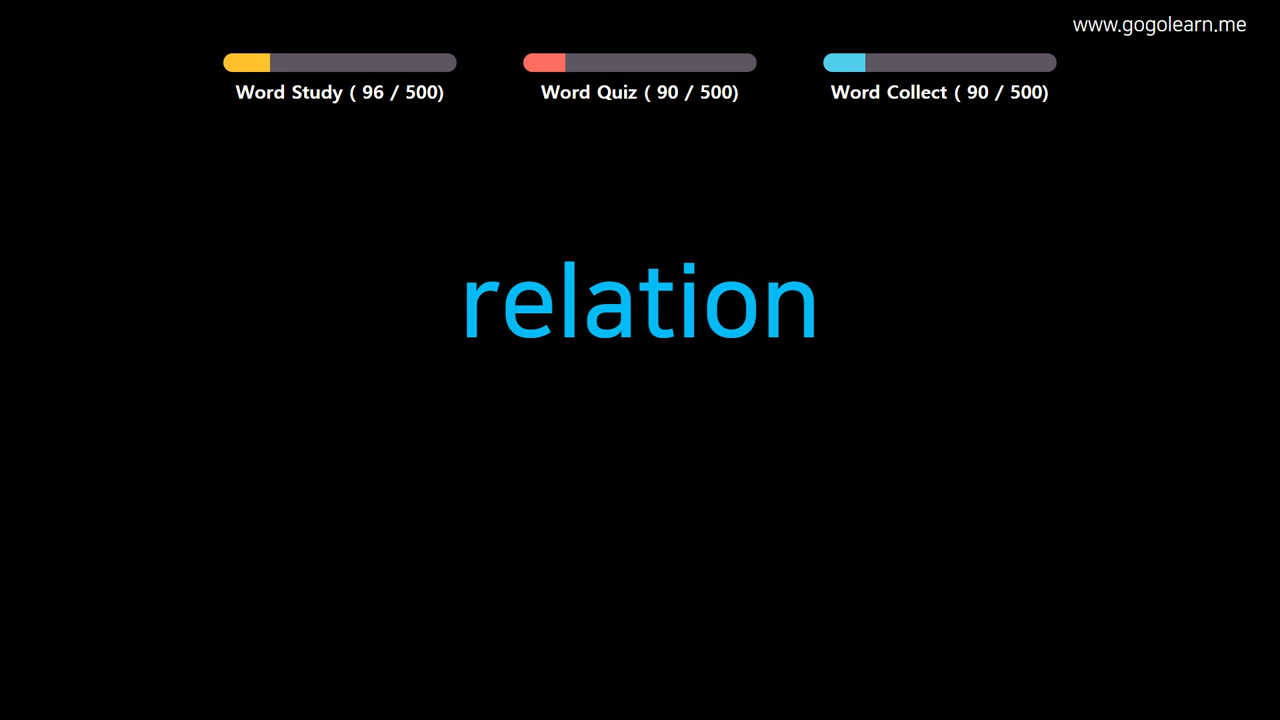 www.gogolearn.me
Word Study ( 96 / 500)
Word Quiz ( 90 / 500)
Word Collect ( 90 / 500)
relation